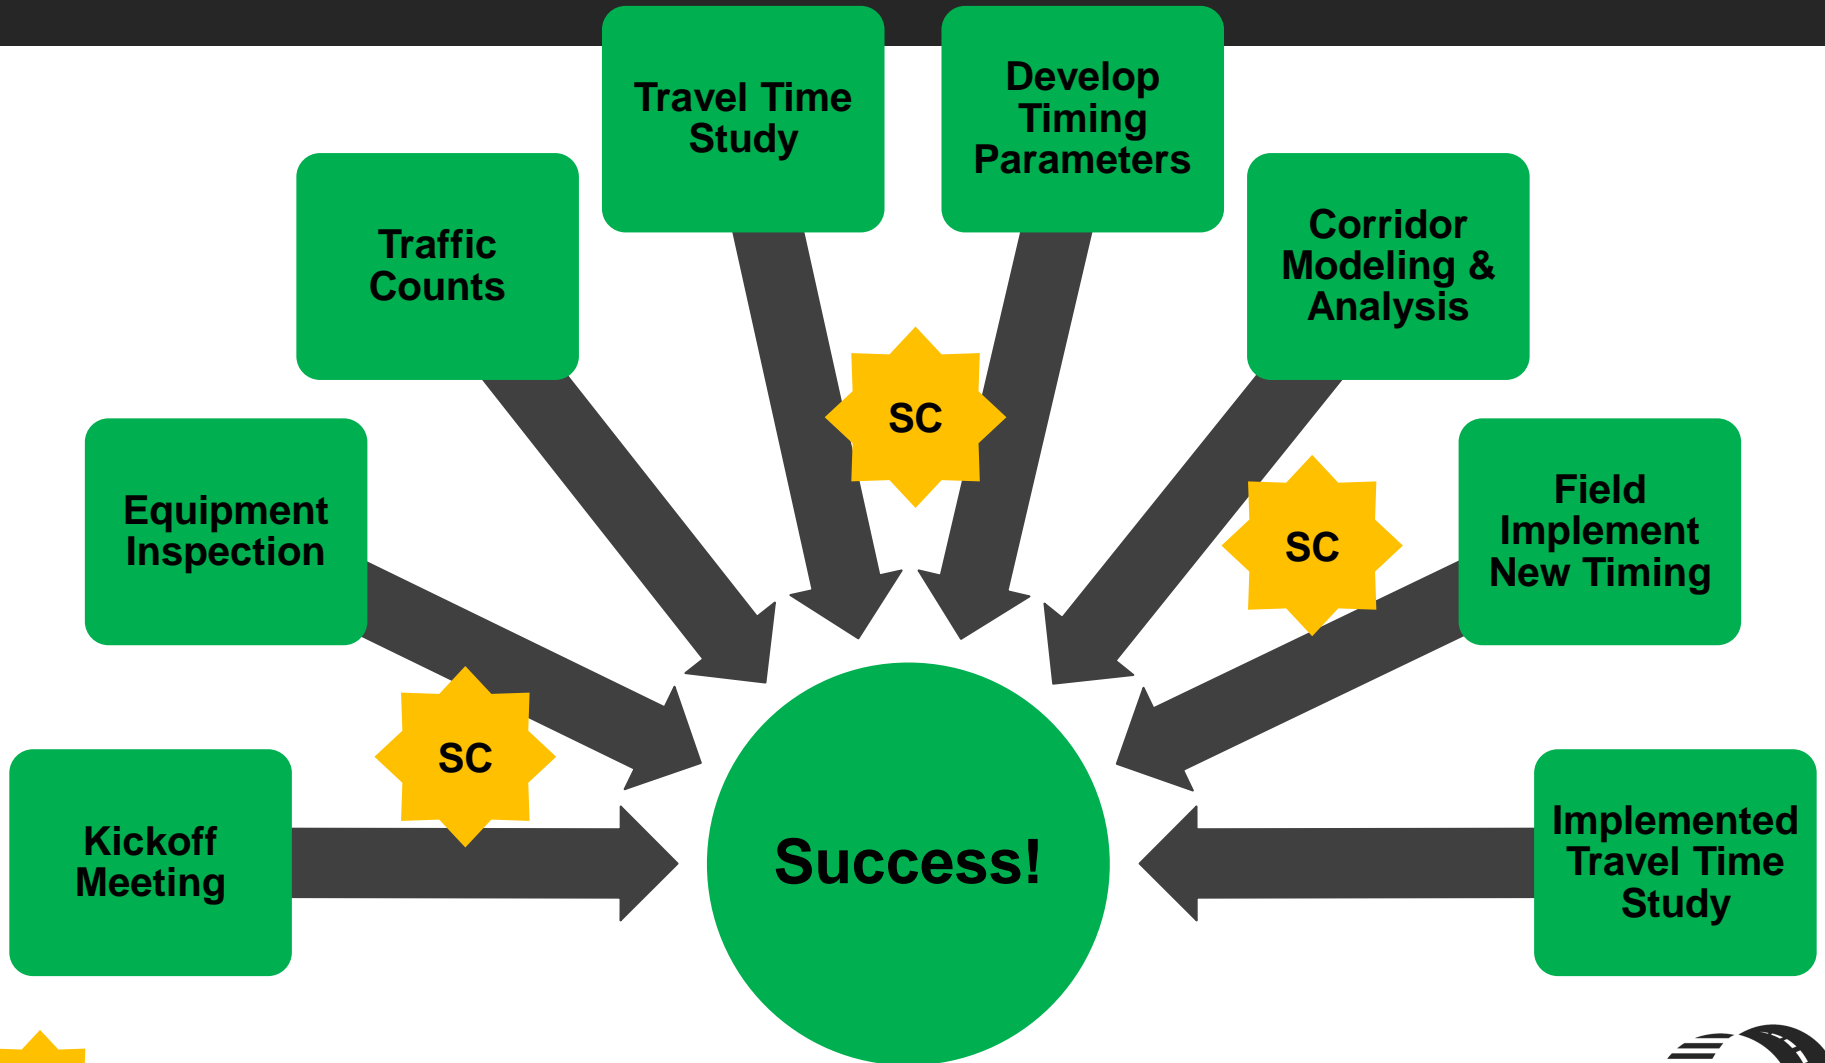 Travel Time
Study
Develop
Timing
Parameters
Traffic
Counts
Corridor
Modeling &
Analysis
Equipment
Inspection
SC
SC
Field
Implement
New Timing
SC
Kickoff
Meeting
Success!
Implemented
Travel Time
Study